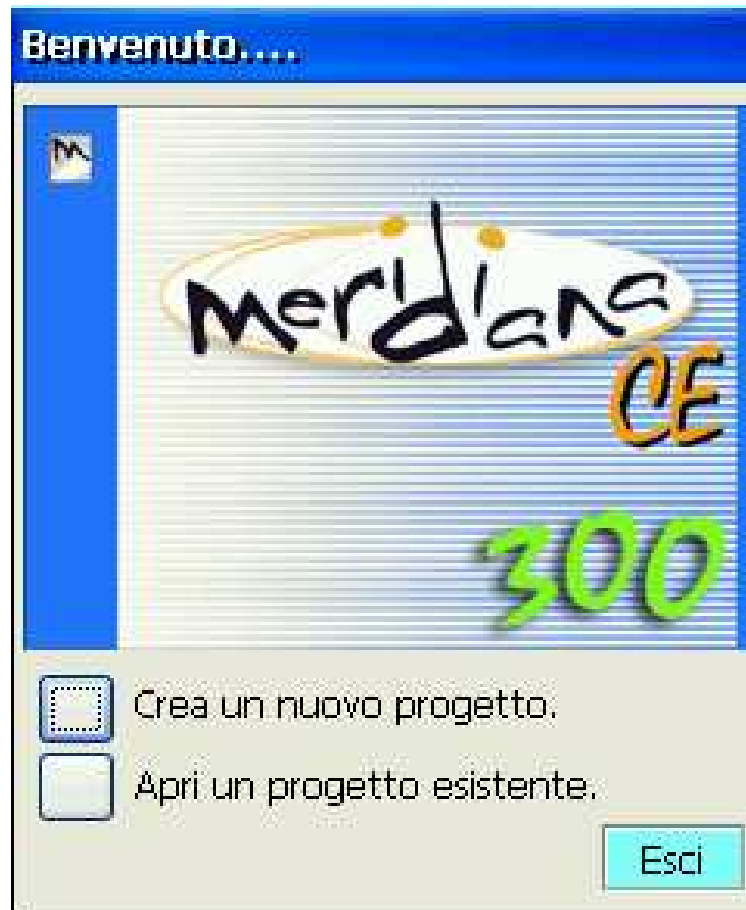 Benvenuto....
m
meridiana
CE
300
Crea un nuovo progetto.
Apri un progetto esistente.
Esci